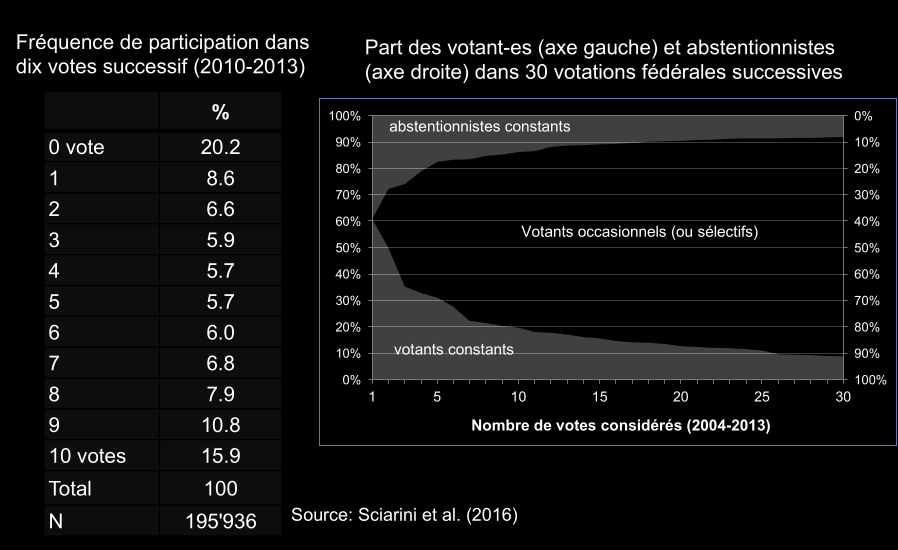 Fréquence de participation dans
dix votes successif (2010-2013)
%
0 vote 20.2
1 8.6
2 6.6
3 5.9
4 5.7
5 5.7
6 6.0
7 6.8
8 7.9
9 10.8
10 votes 15.9
Total 100
N 195'936
Part des votant-es (axe gauche) et abstentionnistes
(axe droite) dans 30 votations fédérales successives
100% 0%
abstentionnistes constants
90% 10%
80% 20%
70% 30%
60% 40%
Votants occasionnels (ou sélectifs)
50% 50%
40% 60%
30% 70%
20% 80%
votants constants
10% 90%
0% 100%
1 5 10 15 20 25 30
Nombre de votes considérés (2004-2013)
Source: Sciarini et al. (2016)